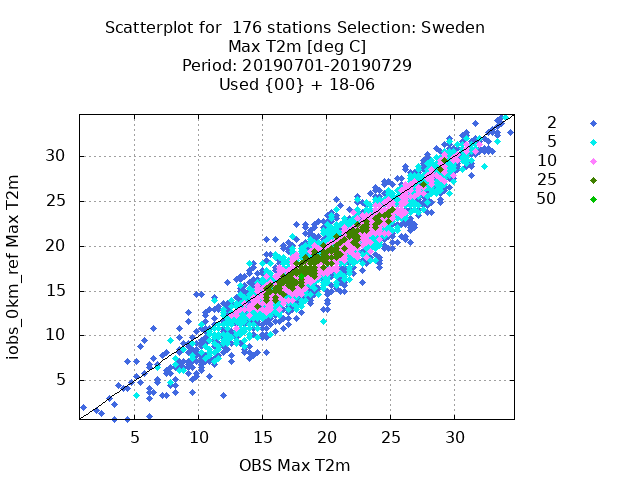 Scatterplot for  176 stations Selection: Sweden
Max T2m [deg C]
Period: 20190701-20190729
Used {00} + 18-06
2
5
10
25
50
30
25
20
15
10
5
iobs_0km_ref Max T2m
5 10 15 20 25 30
OBS Max T2m